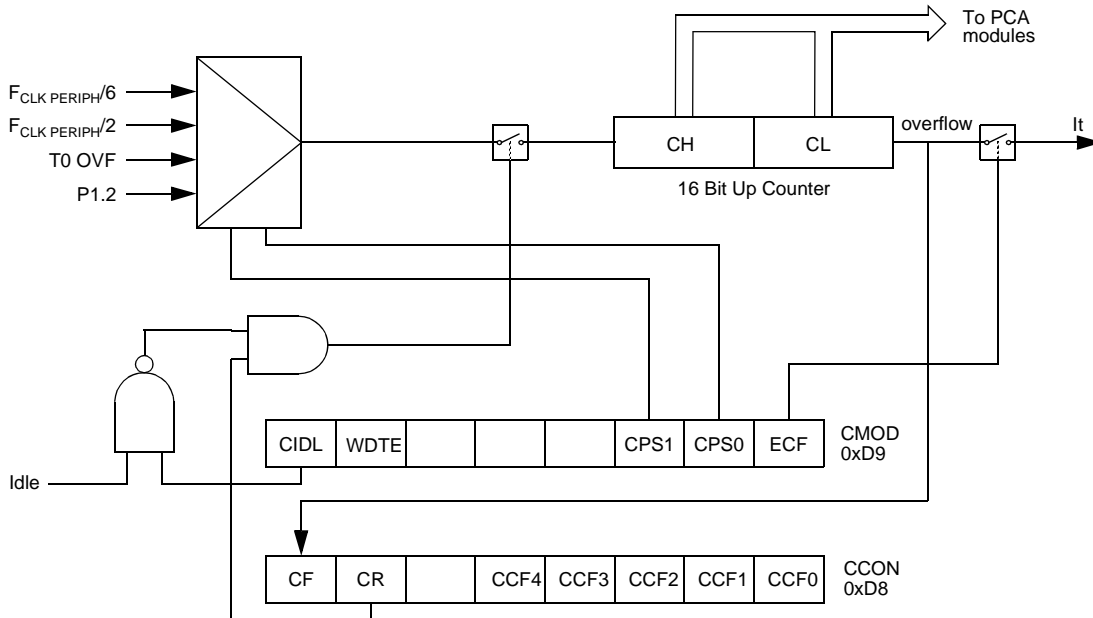 To PCA
modules
FCLK PERIPH/6
FCLK PERIPH/2
T0 OVF
P1.2
CH CL
overflow
It
16 Bit Up Counter
CIDL WDTE CPS1 CPS0 ECF
CMOD
0xD9
Idle
CF CR CCF4 CCF3 CCF2 CCF1 CCF0
CCON
0xD8